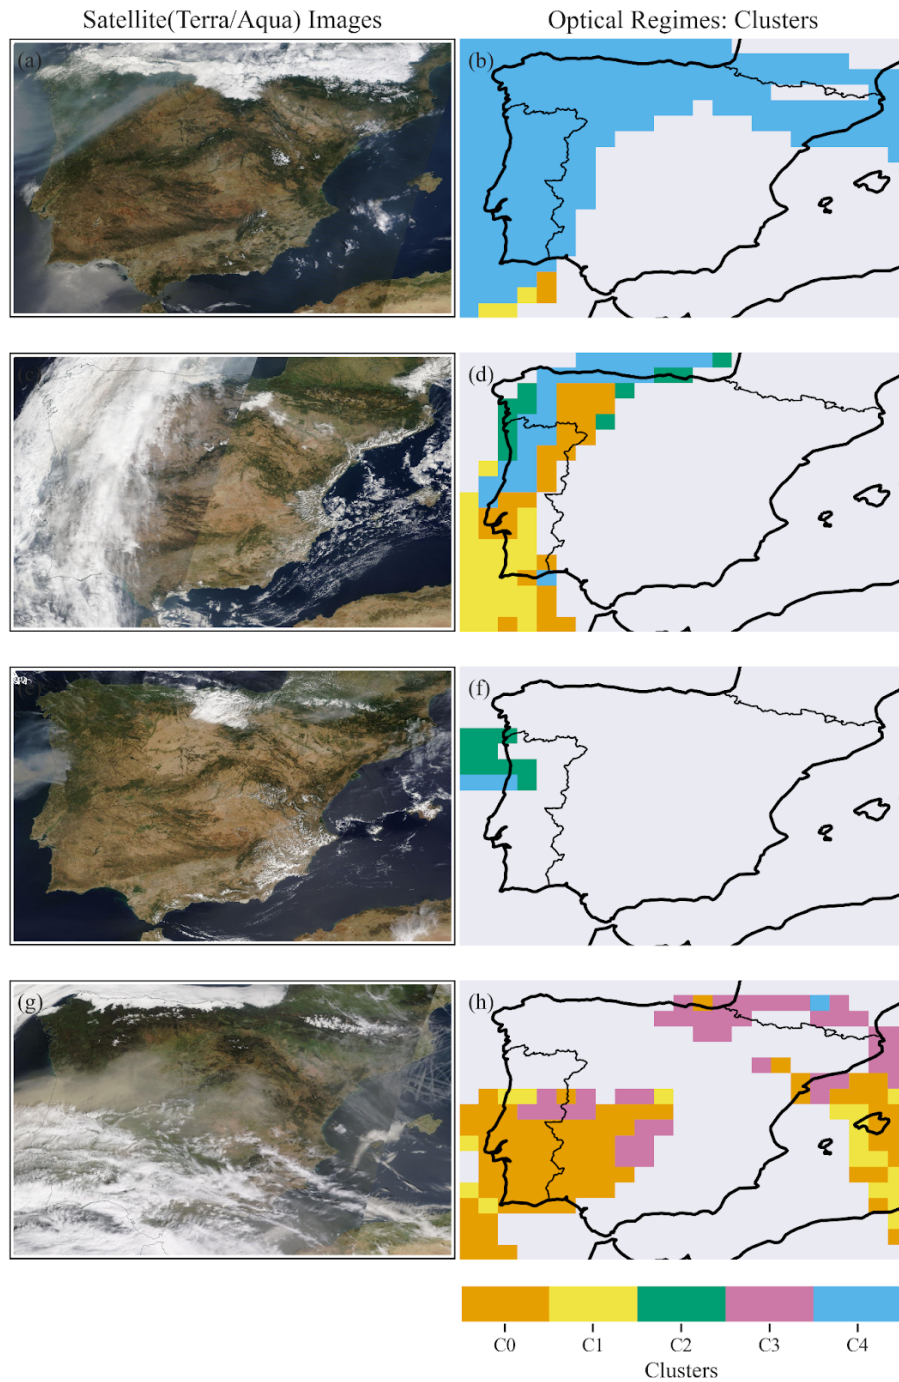 Satellite(Terra/Aqua) Images
Optical Regimes: Clusters
(a)
(b)
(c)
(d)
(e)
(f)
(g)
(h)
C0
C1
C2
C3
C4
Clusters